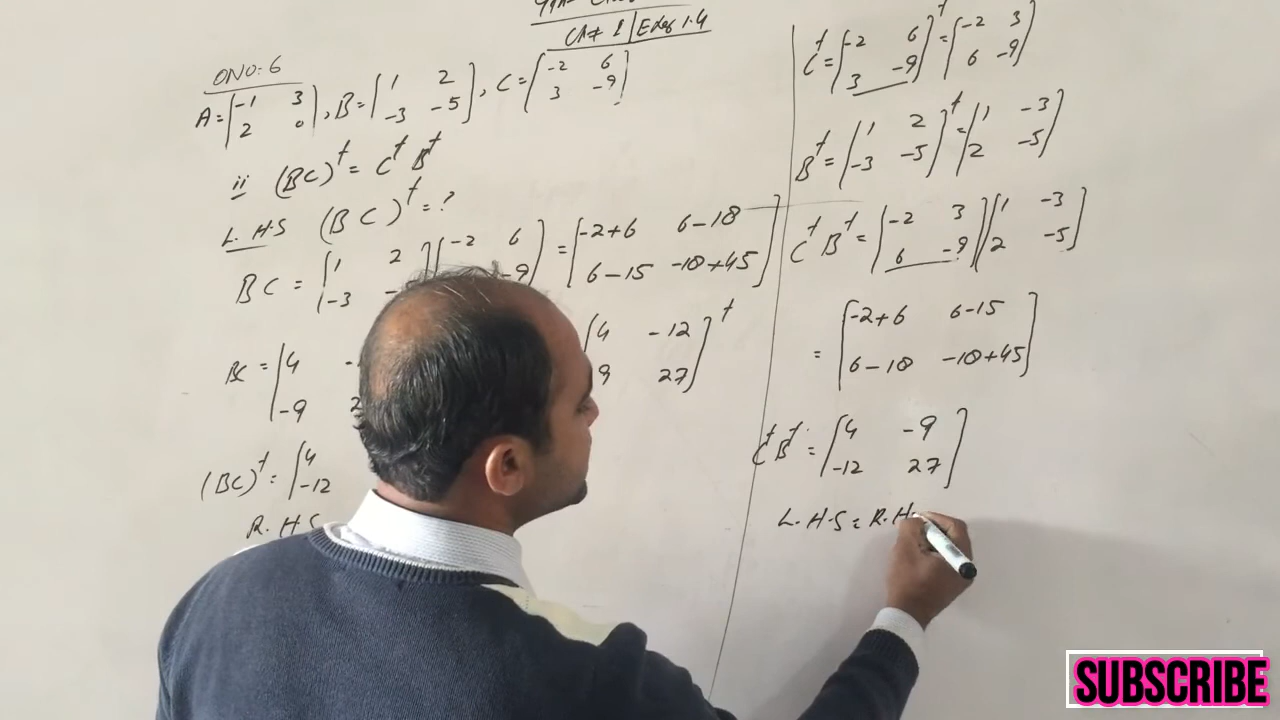 Ch# 1 | Exer 1.4
QNO: 6
A = [-1 3 , B = [1 2 , C = [-2 6
2 0] -3 -5] 3 -9]
ii (BC)^t = C^t B^t
L.H.S (BC)^t = ?
BC = [1 2] [-2 6] = [-2+6 6-18]
-3 -9 6-15 -18+45
BC = [4 [4 -12]^t
-9 2 9 27
(BC)^t = [4
-12
R.H.S
C^t = [-2 6]^t = [-2 3]
3 -9 6 -9
B^t = [1 2]^t = [1 -3]
-3 -5 2 -5
C^t B^t = [-2 3] [1 -3]
6 -9 2 -5
= [-2+6 6-15]
6-18 -18+45
C^t B^t = [4 -9]
-12 27
L.H.S = R.H.
SUBSCRIBE